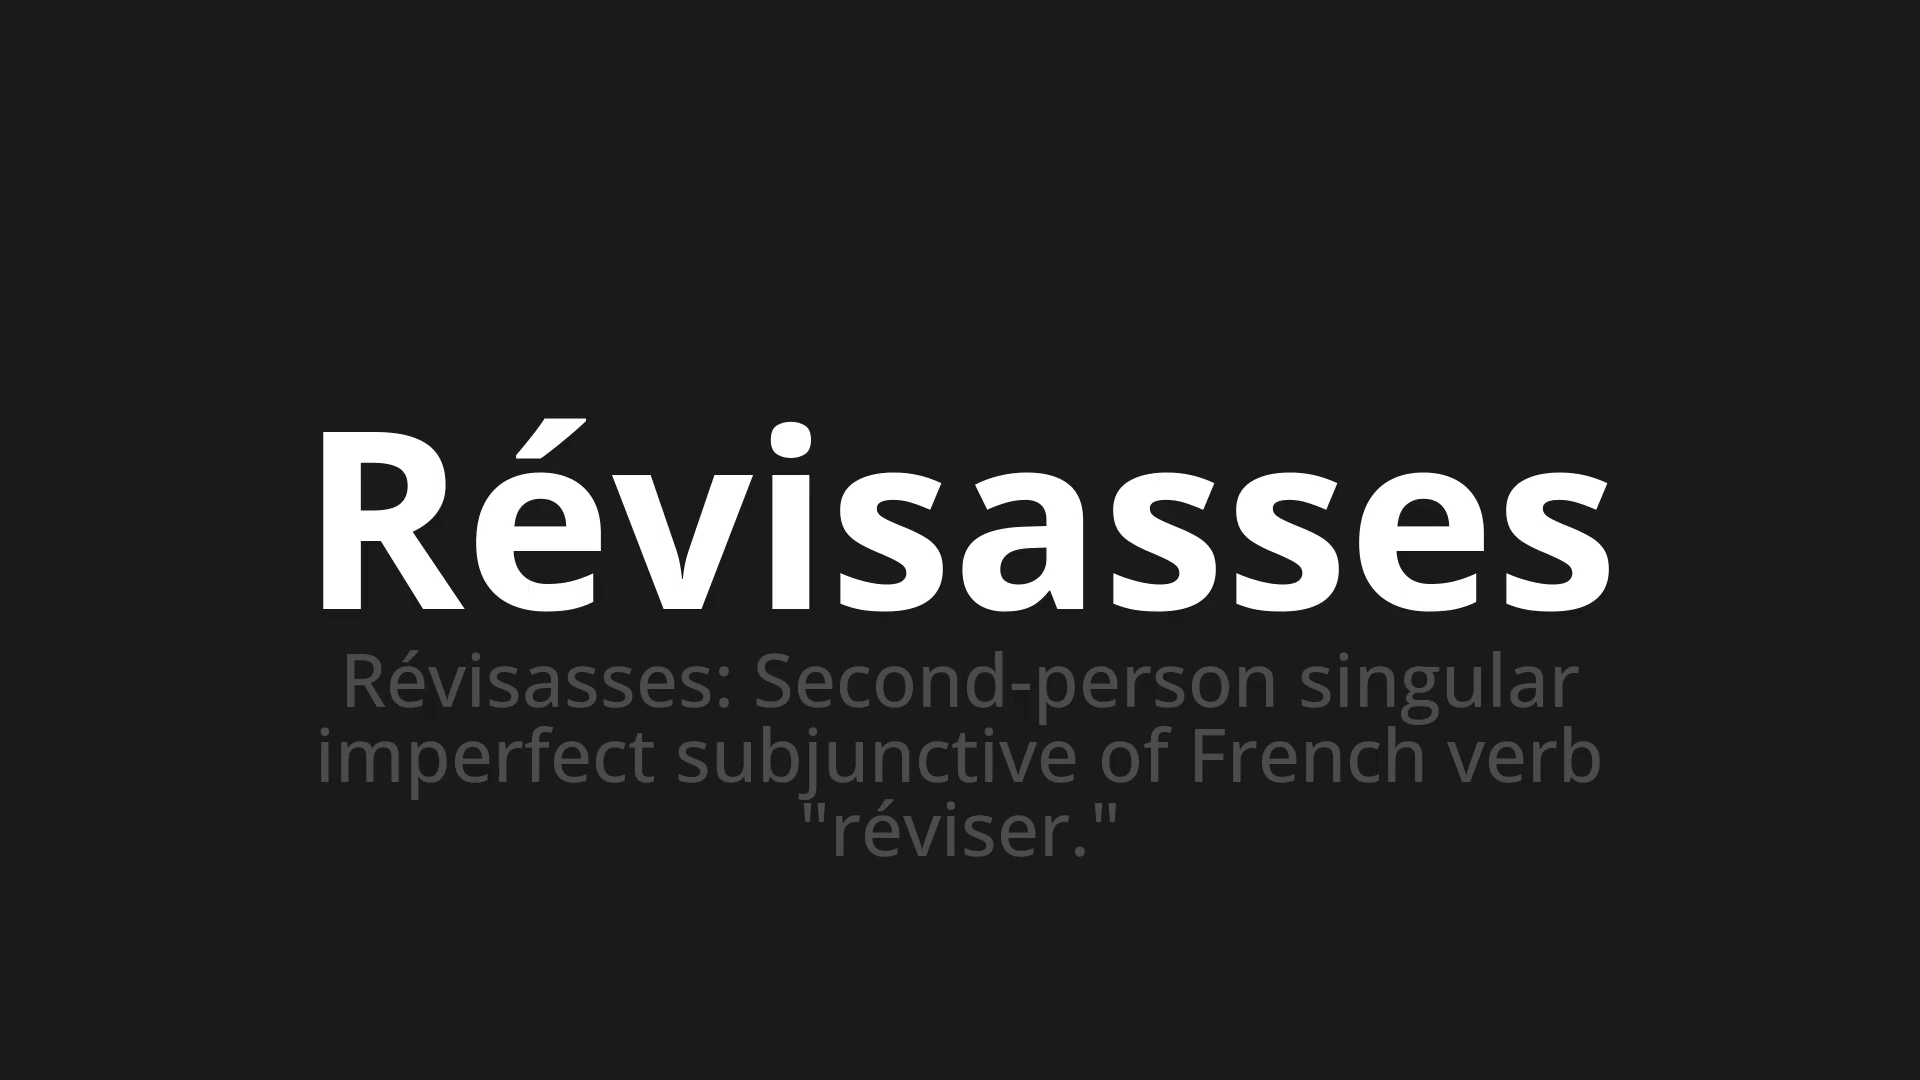 Révisasses
Révisasses: Second-person singular
imperfect subjunctive of French verb
"réviser."